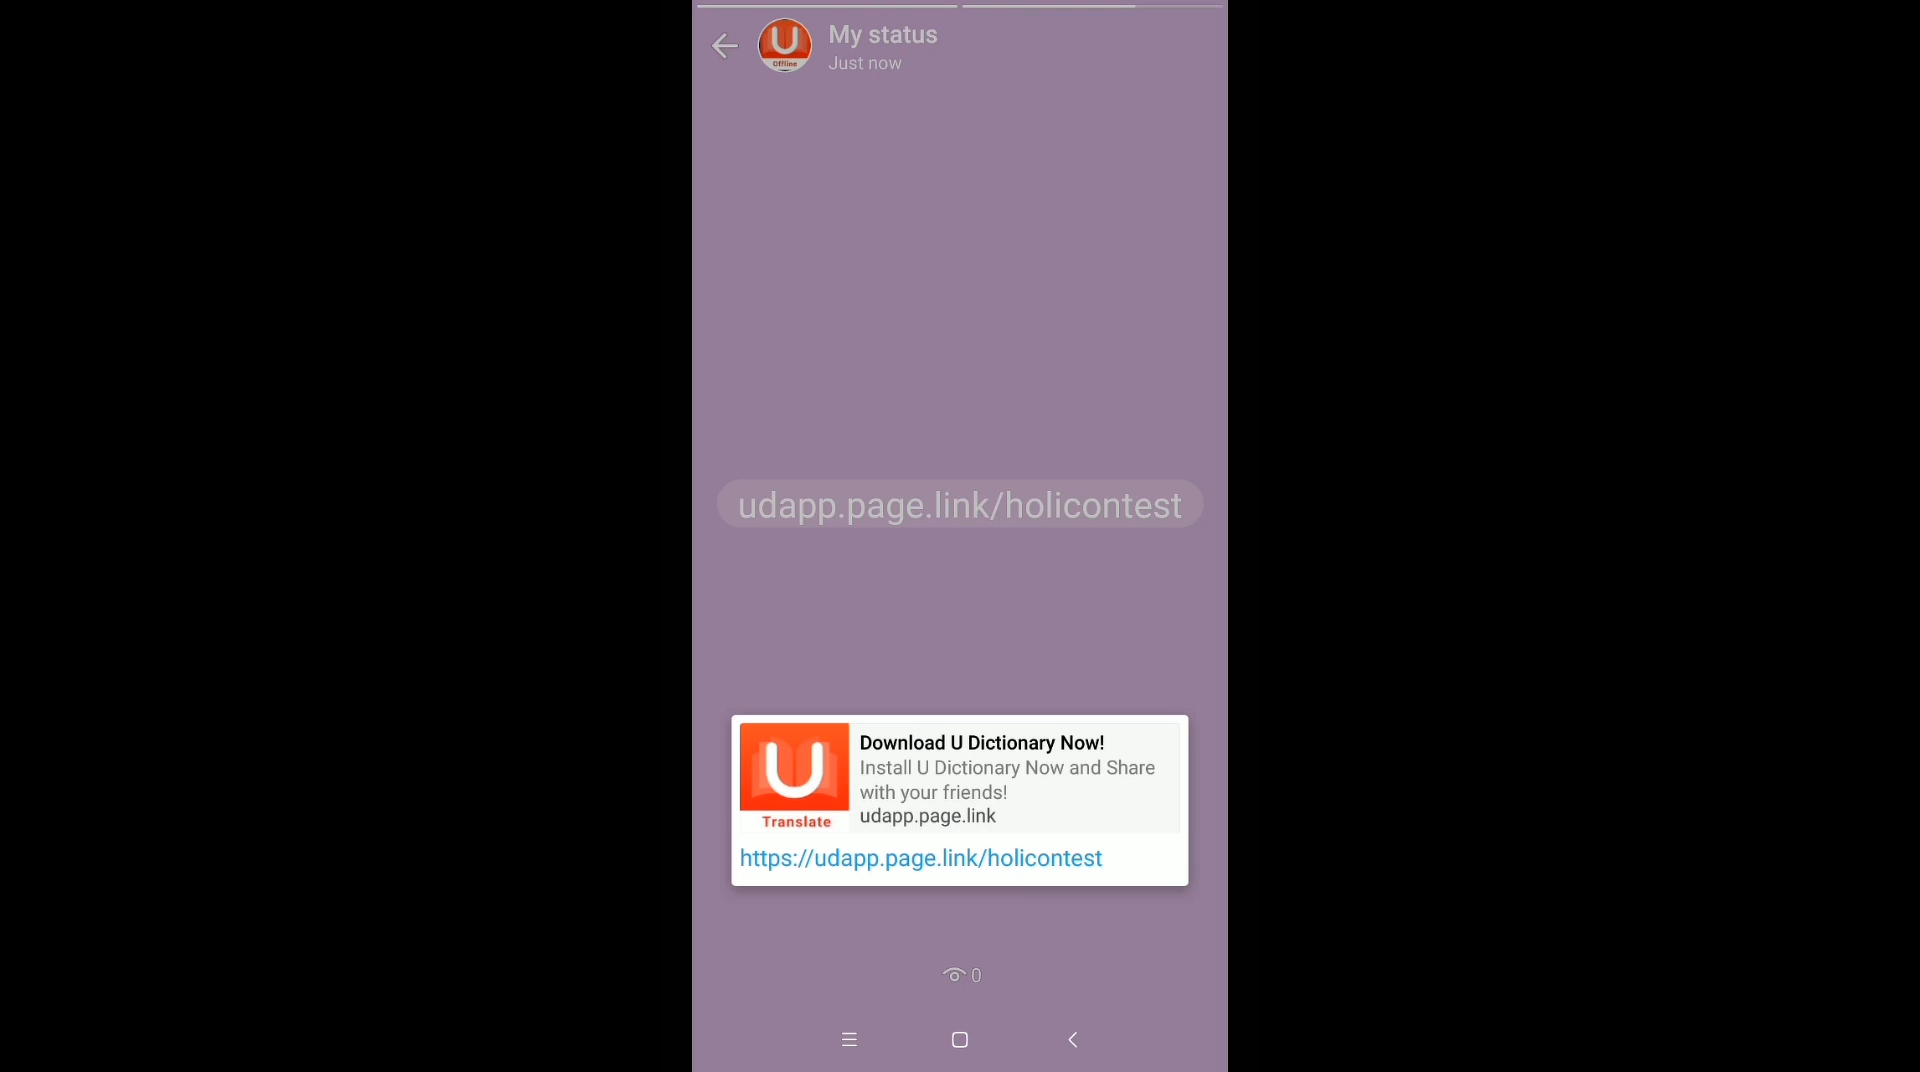 My status
Just now
U
Offline
udapp.page.link/holicontest
U
Translate
Download U Dictionary Now!
Install U Dictionary Now and Share
with your friends!
udapp.page.link
https://udapp.page.link/holicontest
0